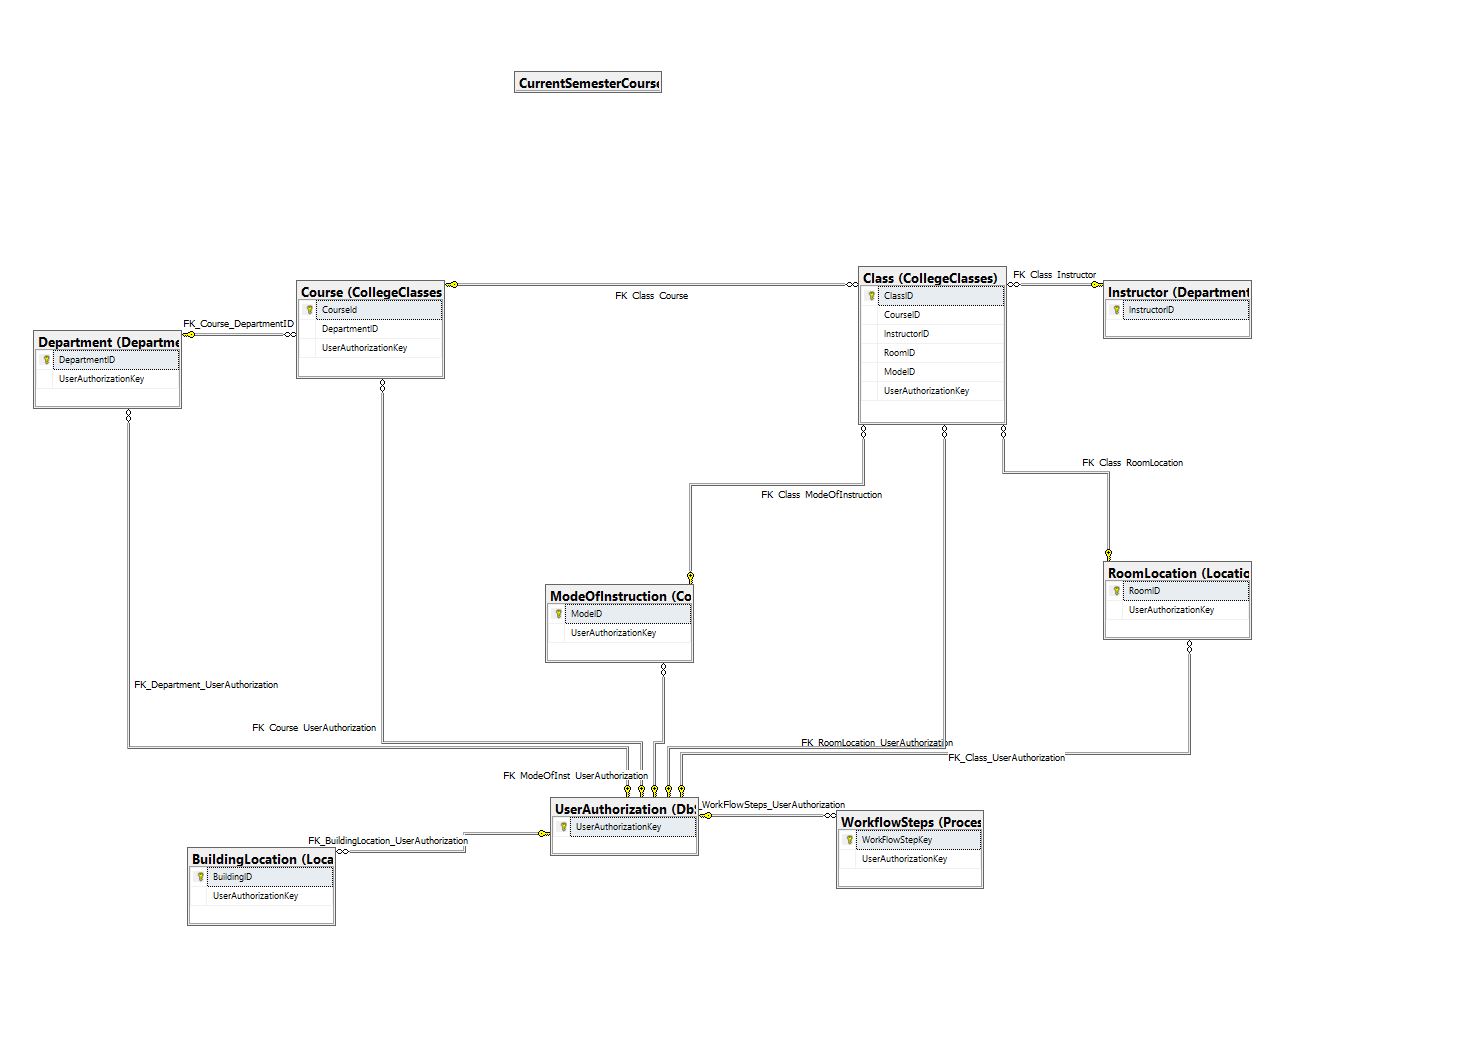 CurrentSemesterCours
Class (CollegeClasses)
ClassID
CourseID
InstructorID
RoomID
ModeID
UserAuthorizationKey
FK_Class_Instructor
Instructor (Department
InstructorID
FK_Class_Course
Course (CollegeClasses
CourseId
DepartmentID
UserAuthorizationKey
FK_Course_DepartmentID
Department (Departme
DepartmentID
UserAuthorizationKey
FK_Class_RoomLocation
FK_Class_ModeOfInstruction
RoomLocation (Locatio
RoomID
UserAuthorizationKey
ModeOfInstruction (Co
ModeID
UserAuthorizationKey
FK_Department_UserAuthorization
FK_Course_UserAuthorization
FK_RoomLocation_UserAuthorization
FK_Class_UserAuthorization
FK_ModeOfInst_UserAuthorization
UserAuthorization (Db
UserAuthorizationKey
_WorkFlowSteps_UserAuthorization
WorkflowSteps (Proces
WorkFlowStepKey
UserAuthorizationKey
FK_BuildingLocation_UserAuthorization
BuildingLocation (Loca
BuildingID
UserAuthorizationKey